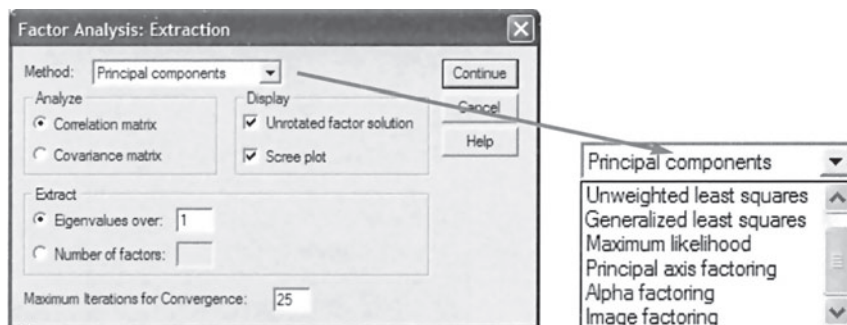 Factor Analysis: Extraction
Method: Principal components
Continue
Analyze
Display
Cancel
Correlation matrix
Unrotated factor solution
Covariance matrix
Scree plot
Help
Extract
Eigenvalues over: 1
Number of factors:
Maximum Iterations for Convergence: 25
Principal components
Unweighted least squares
Generalized least squares
Maximum likelihood
Principal axis factoring
Alpha factoring
Image factoring